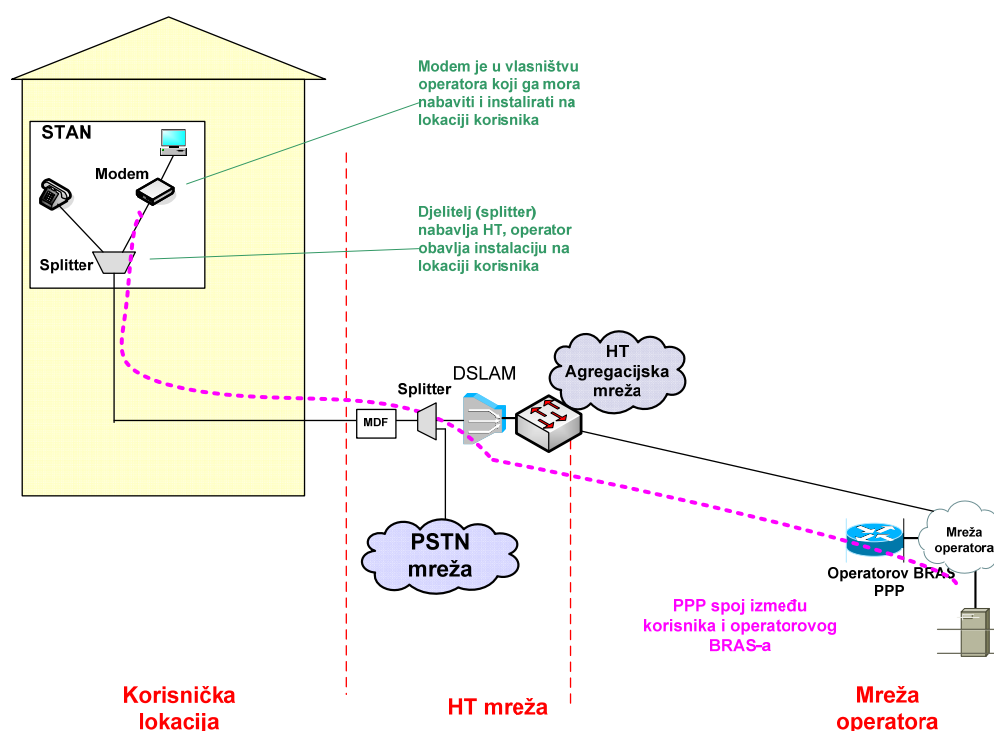 Modem je u vlasništvu
operatora koji ga mora
nabaviti i instalirati na
lokaciji korisnika
STAN
Modem
Djelitelj (splitter)
nabavlja HT, operator
obavlja instalaciju na
lokaciji korisnika
Splitter
HT
Agregacijska
mreža
DSLAM
Splitter
MDF
PSTN
mreža
Mreža
operatora
Operatorov BRAS
PPP
PPP spoj između
korisnika i operatorovog
BRAS-a
Korisnička
lokacija
HT mreža
Mreža
operatora